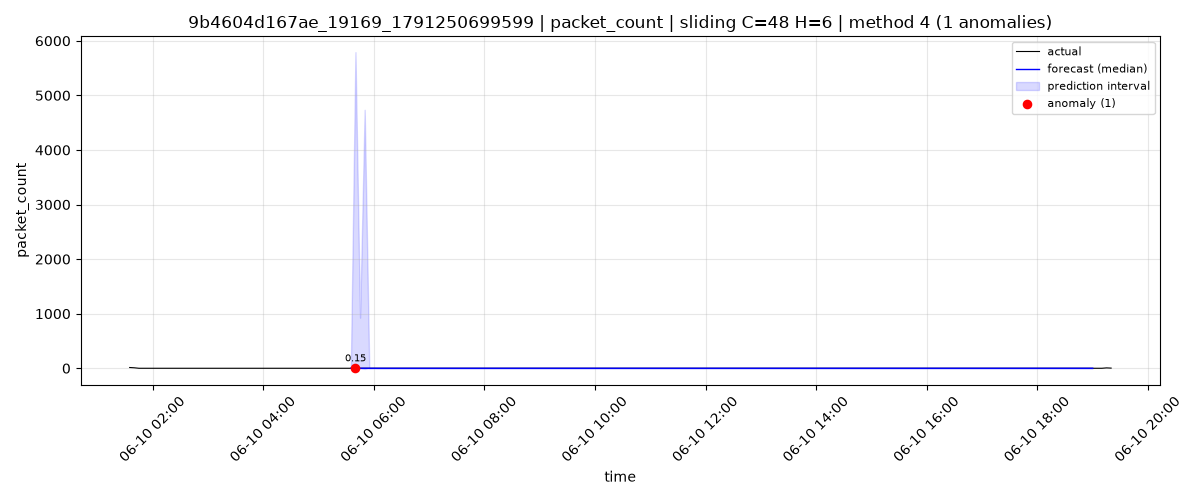 9b4604d167ae_19169_1791250699599 | packet_count | sliding C=48 H=6 | method 4 (1 anomalies)
actual
forecast (median)
prediction interval
anomaly (1)
packet_count
6000
5000
4000
3000
2000
1000
0
0.15
06-10 02:00
06-10 04:00
06-10 06:00
06-10 08:00
06-10 10:00
06-10 12:00
06-10 14:00
06-10 16:00
06-10 18:00
06-10 20:00
time